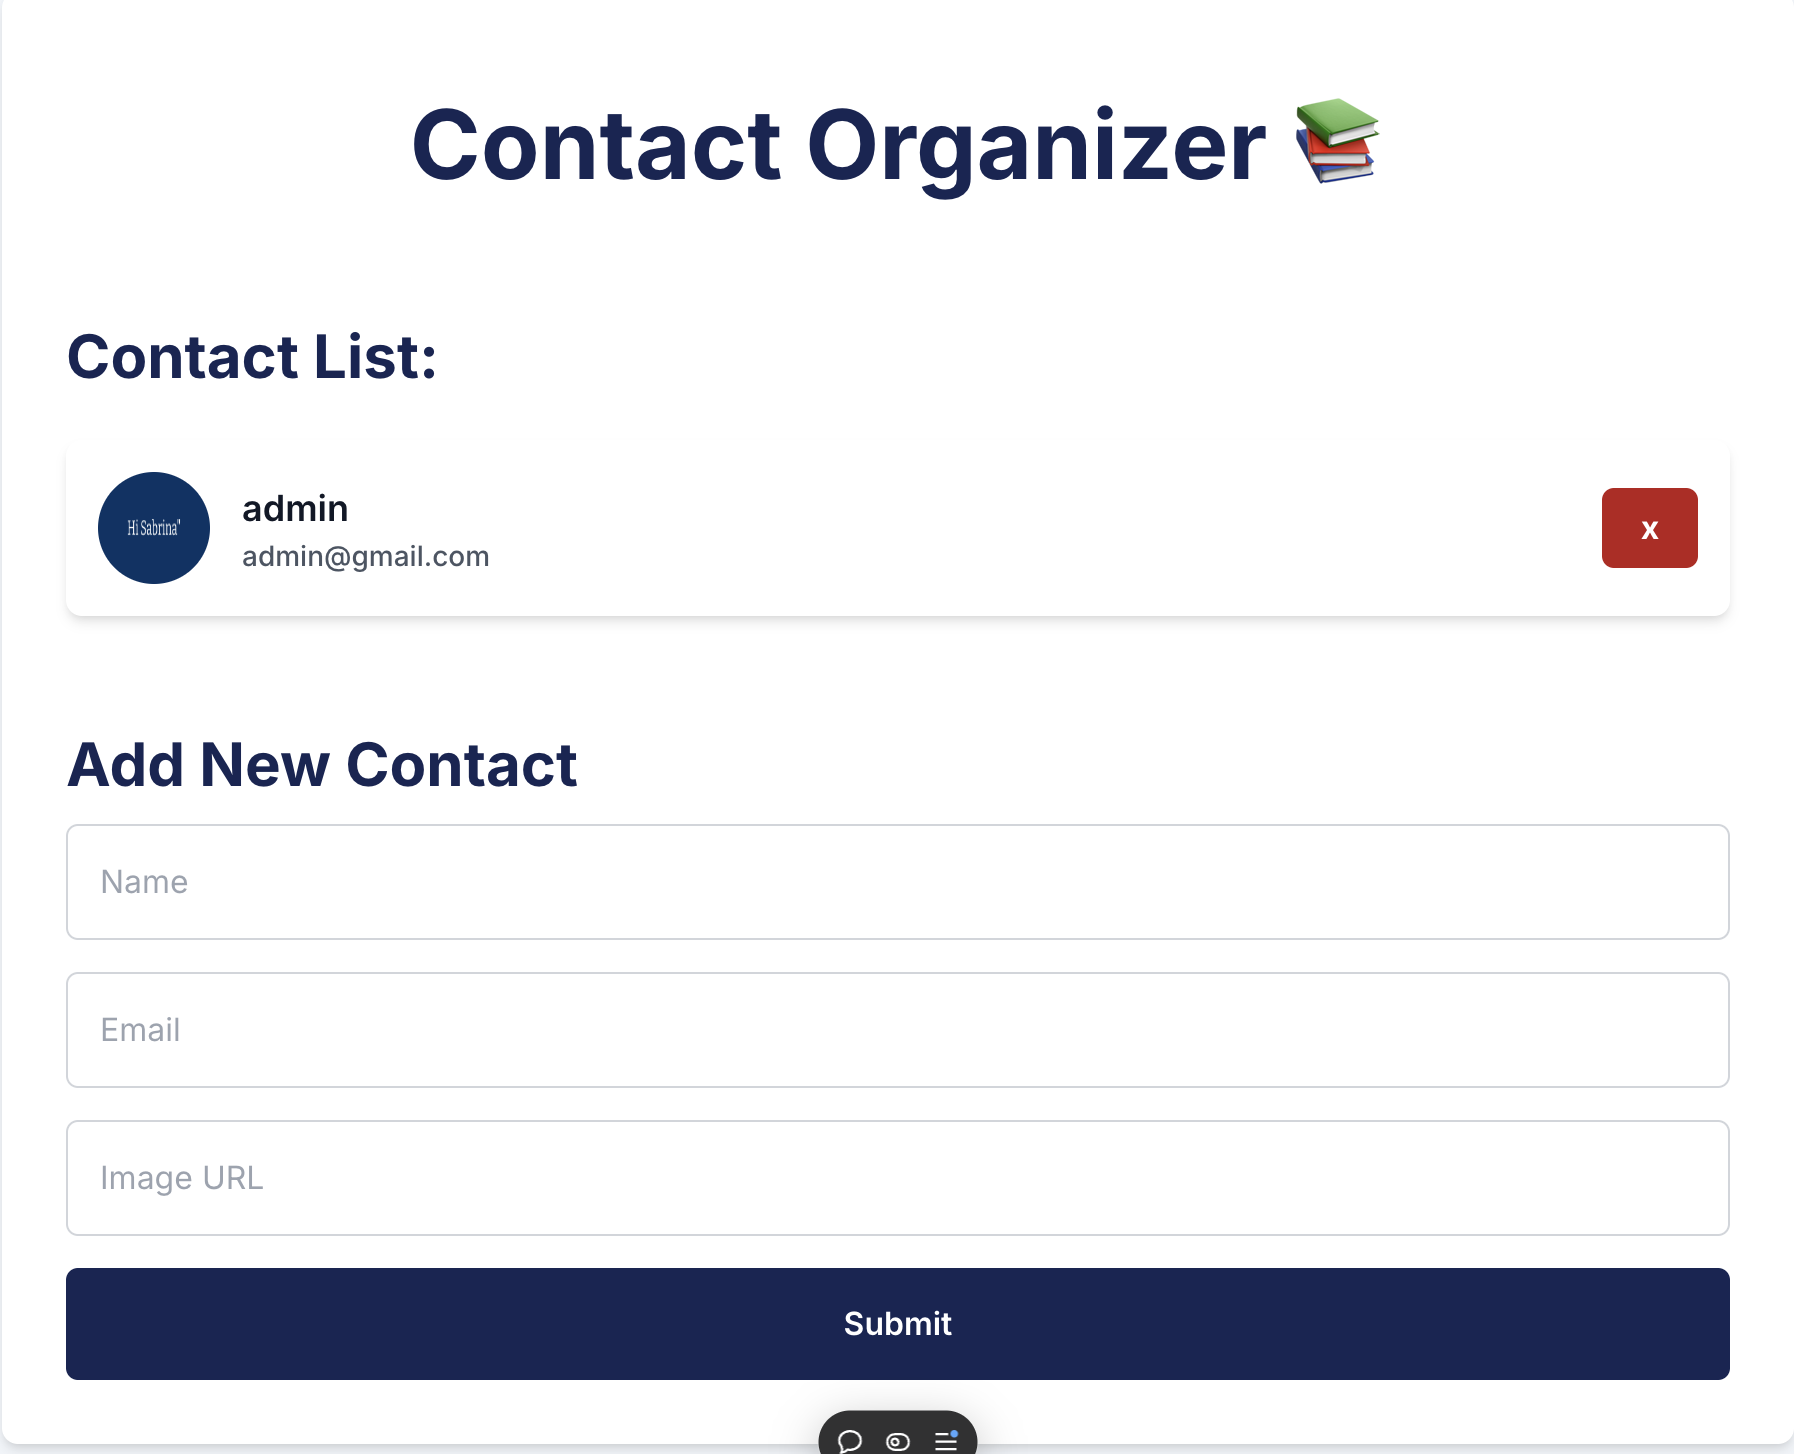 Contact Organizer
Contact List:
Hi Sabrina"
admin
admin@gmail.com
x
Add New Contact
Name
Email
Image URL
Submit